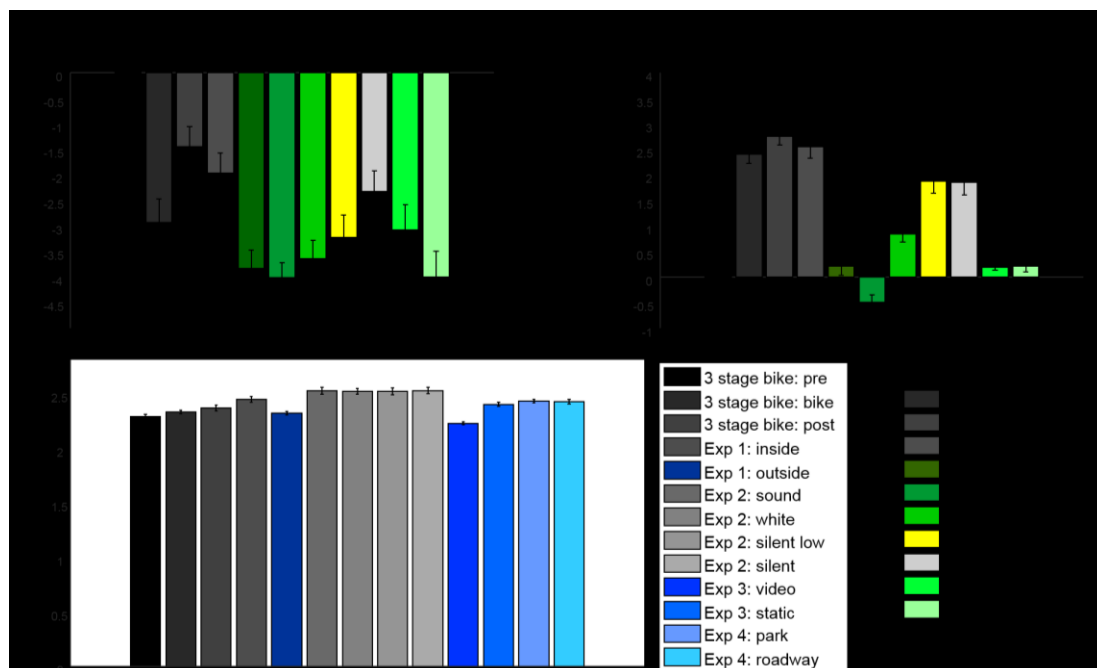 0
-0.5
-1
-1.5
-2
-2.5
-3
-3.5
-4
-4.5
4
3.5
3
2.5
2
1.5
1
0.5
0
-0.5
-1
2.5
2
1.5
1
0.5
3 stage bike: pre
3 stage bike: bike
3 stage bike: post
Exp 1: inside
Exp 1: outside
Exp 2: sound
Exp 2: white
Exp 2: silent low
Exp 2: silent
Exp 3: video
Exp 3: static
Exp 4: park
Exp 4: roadway